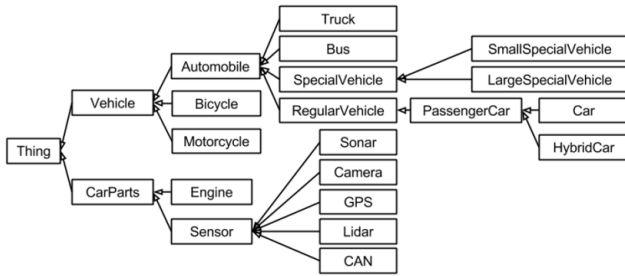 Truck
Bus
SmallSpecialVehicle
Automobile
SpecialVehicle
LargeSpecialVehicle
Vehicle
Bicycle
RegularVehicle
PassengerCar
Car
Motorcycle
Sonar
HybridCar
Thing
Camera
CarParts
Engine
GPS
Sensor
Lidar
CAN